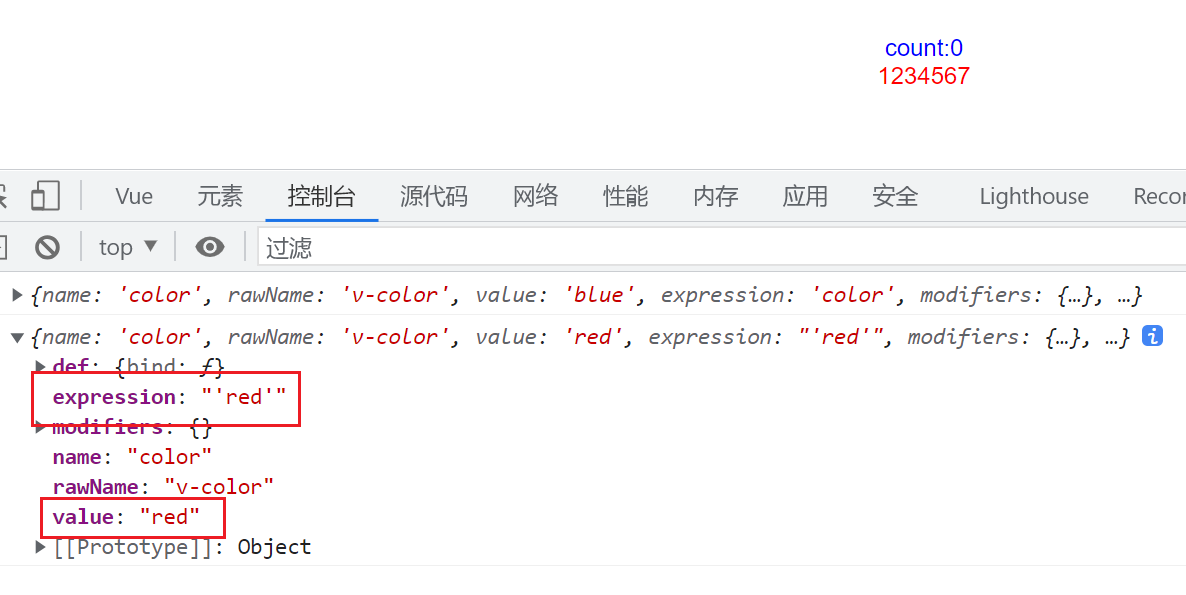 count:0
1234567
Vue 元素 控制台 源代码 网络 性能 内存 应用 安全 Lighthouse Recor
top ▼ 过滤
▶ {name: 'color', rawName: 'v-color', value: 'blue', expression: 'color', modifiers: {…}, …}
▼ {name: 'color', rawName: 'v-color', value: 'red', expression: "'red'", modifiers: {…}, …} i
▶ def: {bind: ƒ}
expression: "'red'"
▶ modifiers: {}
name: "color"
rawName: "v-color"
value: "red"
▶ [[Prototype]]: Object